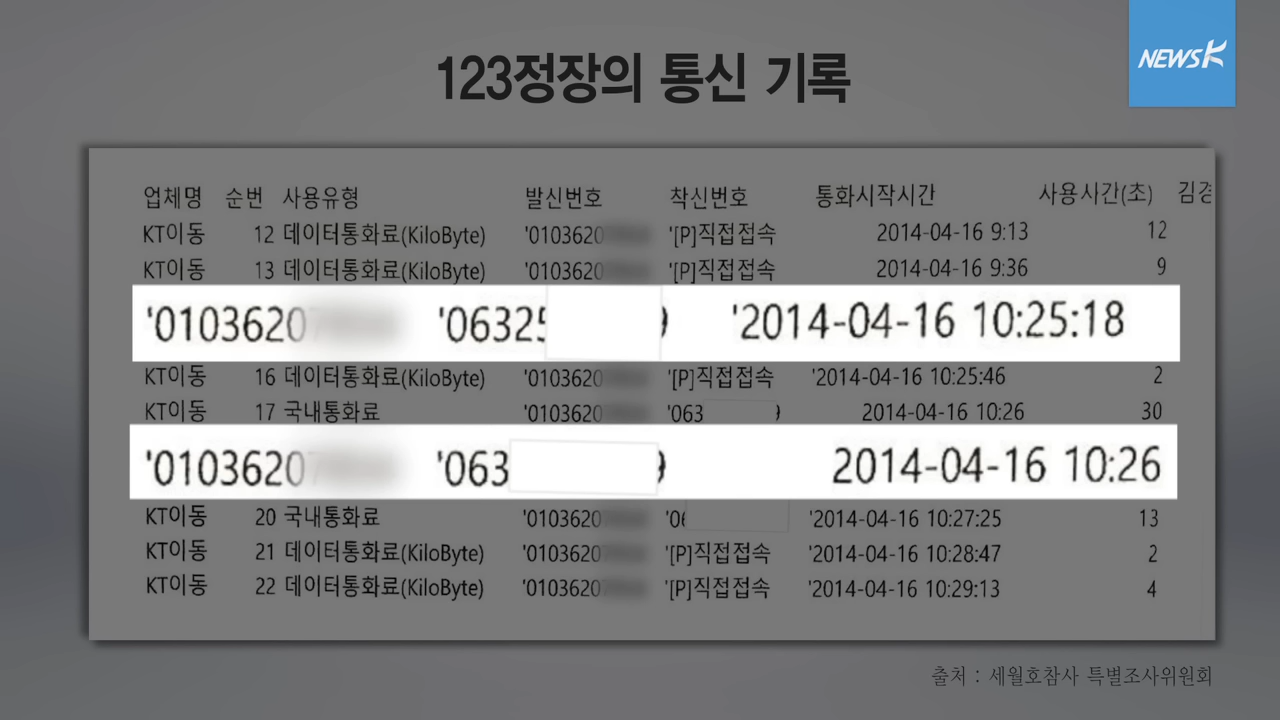 NEWSK
123정장의 통신 기록
업체명 순번 사용유형 발신번호 착신번호 통화시작시간 사용시간(초) 김경
KT이동 12 데이터통화료(KiloByte) '0103620 '[P]직접접속 2014-04-16 9:13 12
KT이동 13 데이터통화료(KiloByte) '0103620 '[P]직접접속 2014-04-16 9:36 9
'0103620 '06325 9 '2014-04-16 10:25:18
KT이동 16 데이터통화료(KiloByte) '0103620 '[P]직접접속 '2014-04-16 10:25:46 2
KT이동 17 국내통화료 '0103620 '063 9 2014-04-16 10:26 30
'0103620 '063 9 2014-04-16 10:26
KT이동 20 국내통화료 '0103620 '06 '2014-04-16 10:27:25 13
KT이동 21 데이터통화료(KiloByte) '0103620 '[P]직접접속 '2014-04-16 10:28:47 2
KT이동 22 데이터통화료(KiloByte) '0103620 '[P]직접접속 '2014-04-16 10:29:13 4
출처 : 세월호참사 특별조사위원회